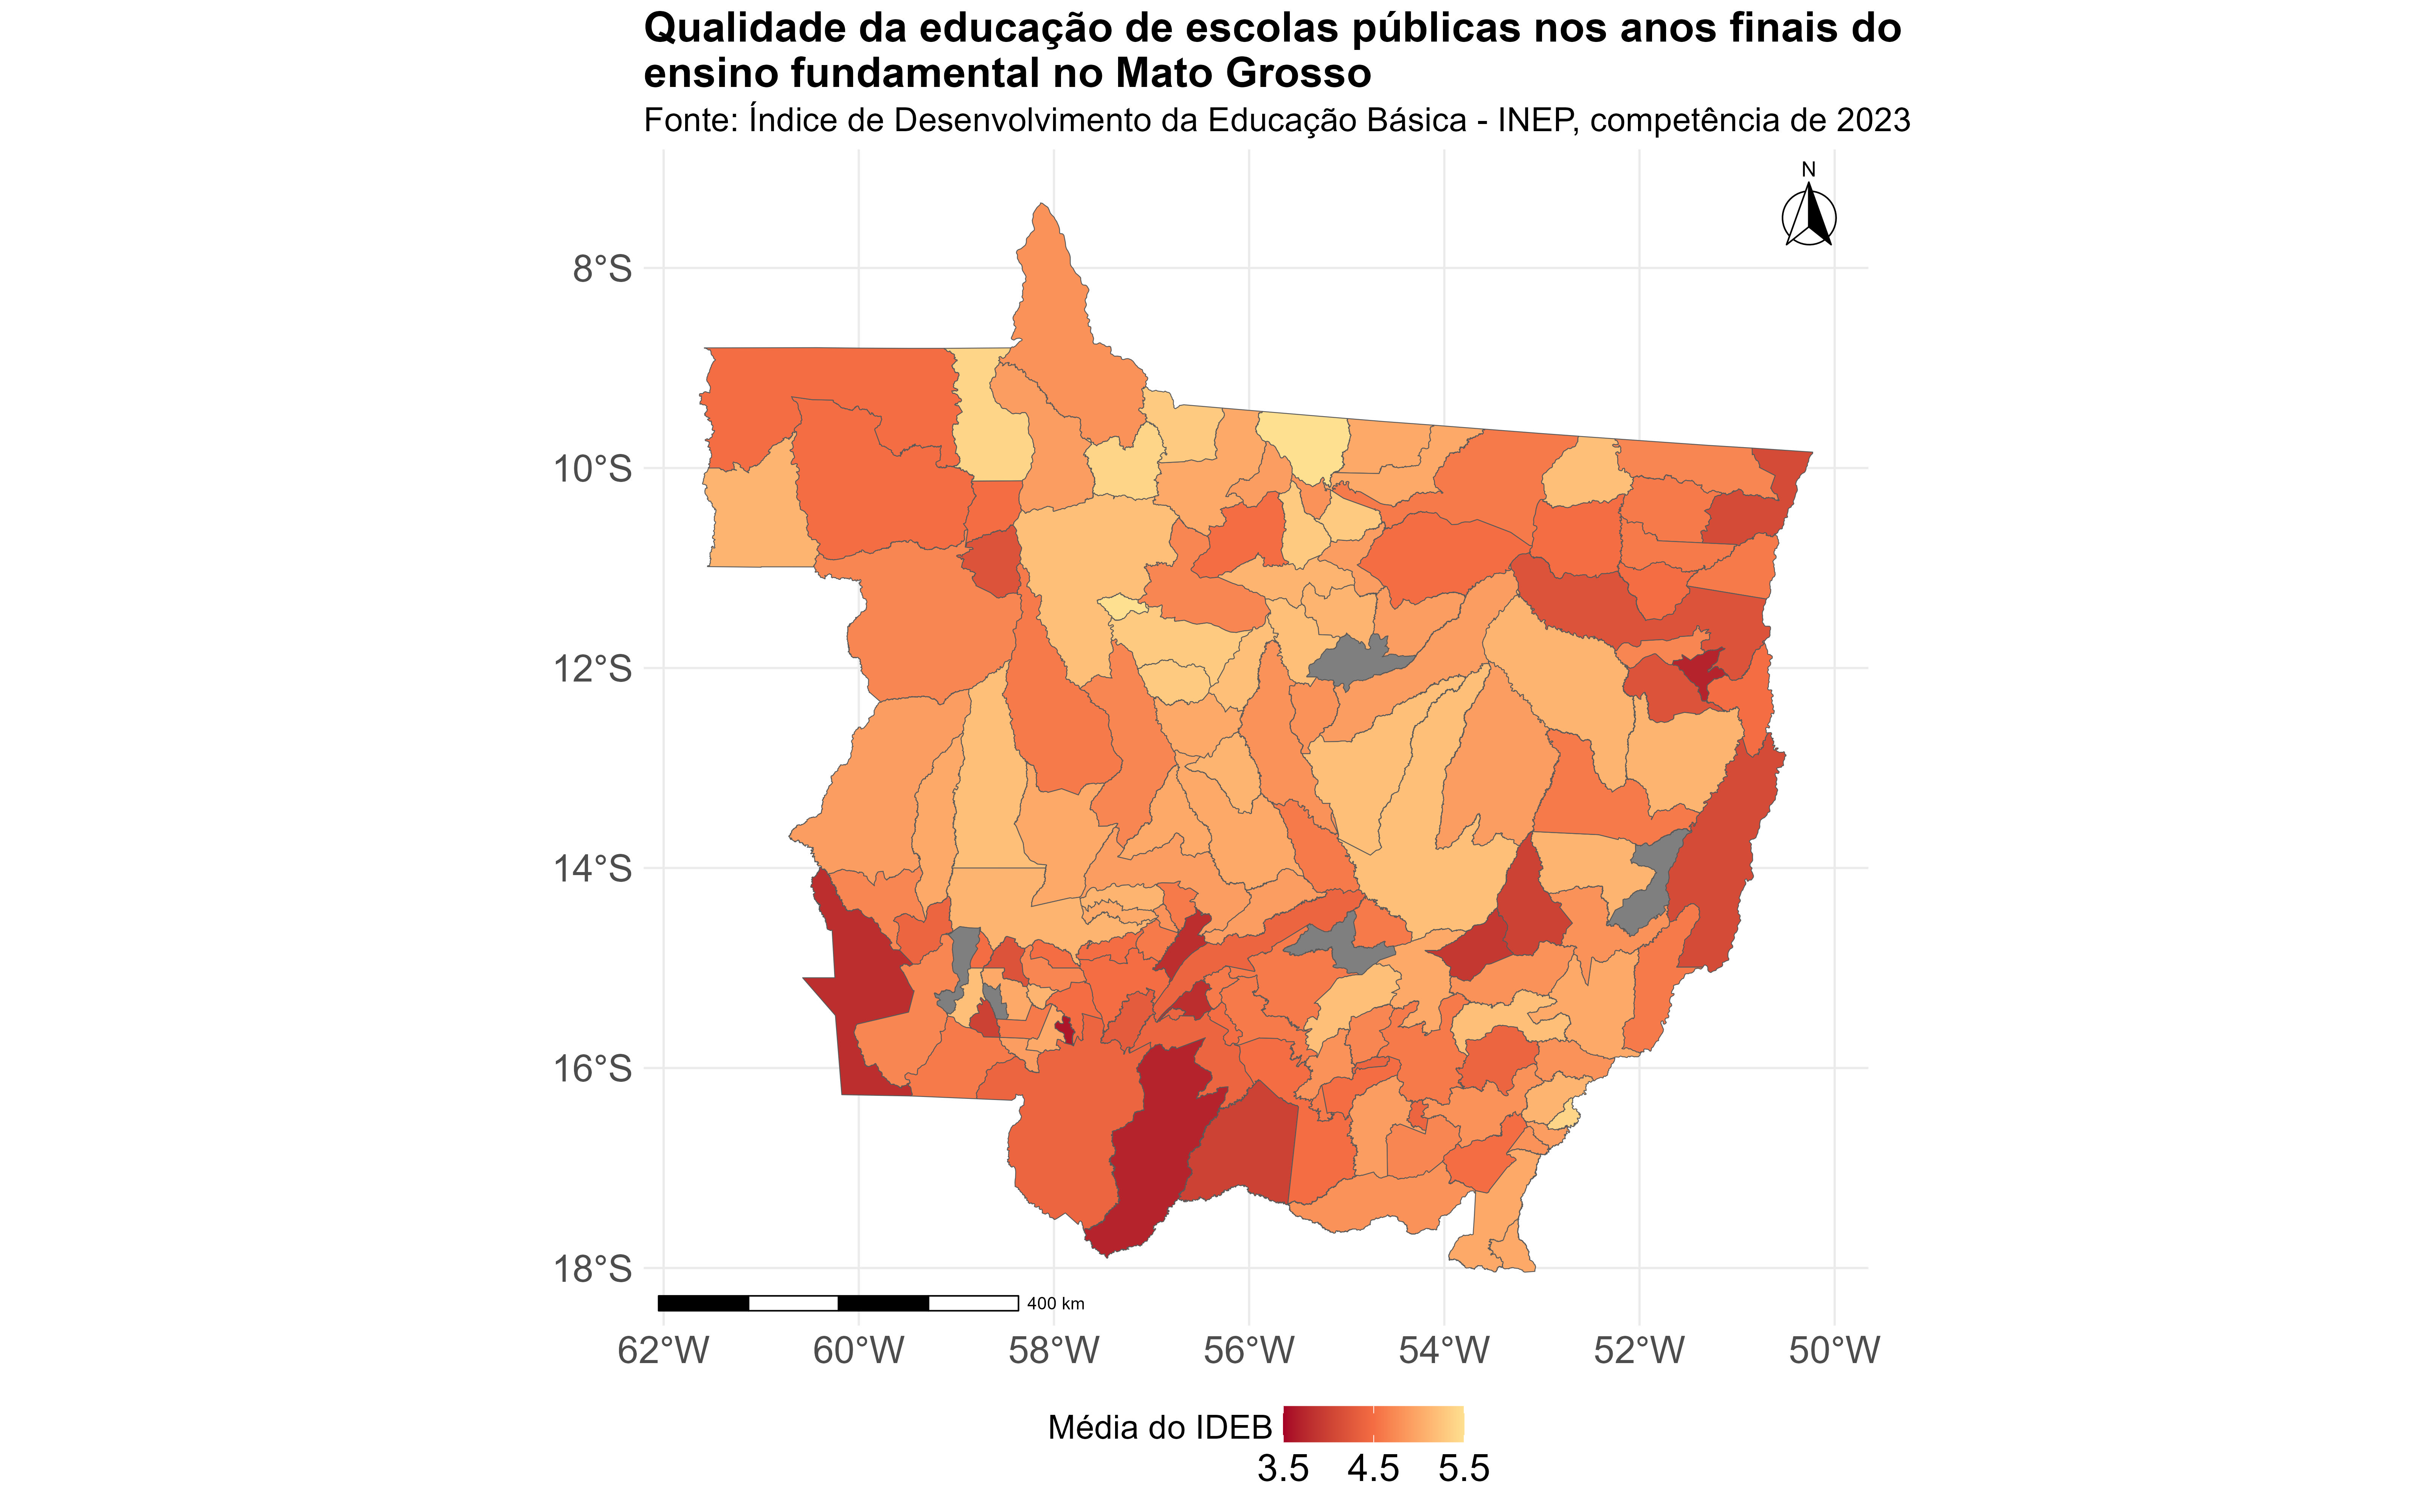 Qualidade da educação de escolas públicas nos anos finais do
ensino fundamental no Mato Grosso
Fonte: Índice de Desenvolvimento da Educação Básica - INEP, competência de 2023
N
8°S
10°S
12°S
14°S
16°S
18°S
400 km
62°W 60°W 58°W 56°W 54°W 52°W 50°W
Média do IDEB
3.5 4.5 5.5